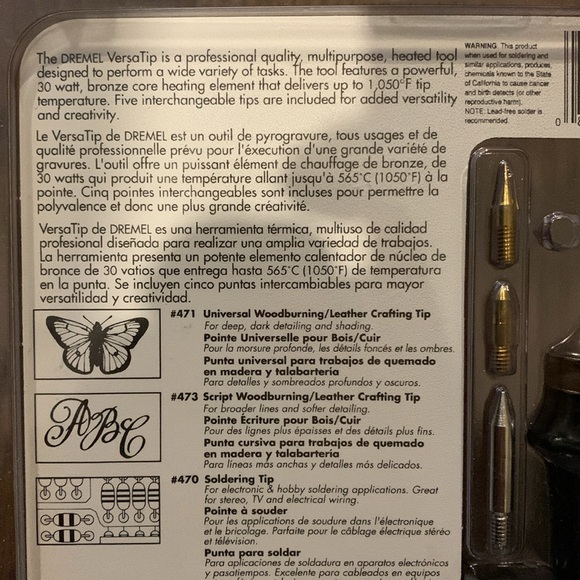 The DREMEL VersaTip is a professional quality, multipurpose, heated tool
designed to perform a wide variety of tasks. The tool features a powerful,
30 watt, bronze core heating element that delivers up to 1,050°F tip
temperature. Five interchangeable tips are included for added versatility
and creativity.
Le VersaTip de DREMEL est un outil de pyrogravure, tous usages et de
qualité professionnelle prévu pour l'éxecution d'une grande variété de
gravures. L'outil offre un puissant élément de chauffage de bronze, de
30 watts qui produit une température allant jusqu'à 565°C (1050°F) à la
pointe. Cinq pointes interchangeables sont incluses pour permettre la
polyvalence et donc une plus grande créativité.
VersaTip de DREMEL es una herramienta térmica, multiuso de calidad
profesional diseñada para realizar una amplia variedad de trabajos.
La herramienta presenta un potente elemento calentador de núcleo de
bronce de 30 vatios que entrega hasta 565°C (1050°F) de temperatura
en la punta. Se incluyen cinco puntas intercambiables para mayor
versatilidad y creatividad.
WARNING: This product
when used for soldering and
similar applications, produces
chemicals known to the State
of California to cause cancer
and birth defects (or other
reproductive harm).
NOTE: Lead-free solder is
recommended.
0
#471 Universal Woodburning/Leather Crafting Tip
For deep, dark detailing and shading.
Pointe Universelle pour Bois/Cuir
Pour la morsure profonde, les détails foncés et les ombres.
Punta universal para trabajos de quemado
en madera y talabartería
Para detalles y sombreados profundos y oscuros.
ABC
#473 Script Woodburning/Leather Crafting Tip
For broader lines and softer detailing.
Pointe Écriture pour Bois/Cuir
Pour des lignes plus épaisses et des détails plus fins.
Punta cursiva para trabajos de quemado
en madera y talabartería
Para líneas más anchas y detalles más delicados.
#470 Soldering Tip
For electronic & hobby soldering applications. Great
for stereo, TV and electrical wiring.
Pointe à souder
Pour les applications de soudure dans l'électronique
et le bricolage. Parfaite pour le câblage électrique stéréo
et télévision.
Punta para soldar
Para aplicaciones de soldadura en aparatos electrónicos
y pasatiempos. Excelente para cableados en equipos